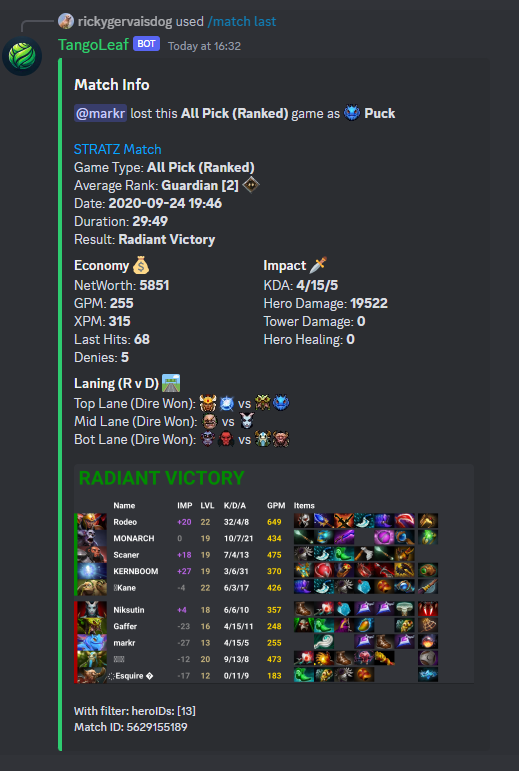 rickygervaisdog used /match last
TangoLeaf BOT Today at 16:32
Match Info
@markr lost this All Pick (Ranked) game as Puck
STRATZ Match
Game Type: All Pick (Ranked)
Average Rank: Guardian [2]
Date: 2020-09-24 19:46
Duration: 29:49
Result: Radiant Victory
Economy
NetWorth: 5851
GPM: 255
XPM: 315
Last Hits: 68
Denies: 5
Impact
KDA: 4/15/5
Hero Damage: 19522
Tower Damage: 0
Hero Healing: 0
Laning (R v D)
Top Lane (Dire Won): vs
Mid Lane (Dire Won): vs
Bot Lane (Dire Won): vs
RADIANT VICTORY
Name IMP LVL K/D/A GPM Items
Rodeo +20 22 32/4/8 649
MONARCH 0 19 10/7/21 434
Scaner +18 19 7/4/13 475
KERNBOOM +27 19 3/6/31 370
Kane -4 22 6/3/17 426
Niksutin +4 18 6/6/10 357
Gaffer -23 16 4/15/11 248
markr -27 13 4/15/5 255
-12 20 9/13/8 473
Esquire � -17 12 0/11/9 183
With filter: heroIDs: [13]
Match ID: 5629155189